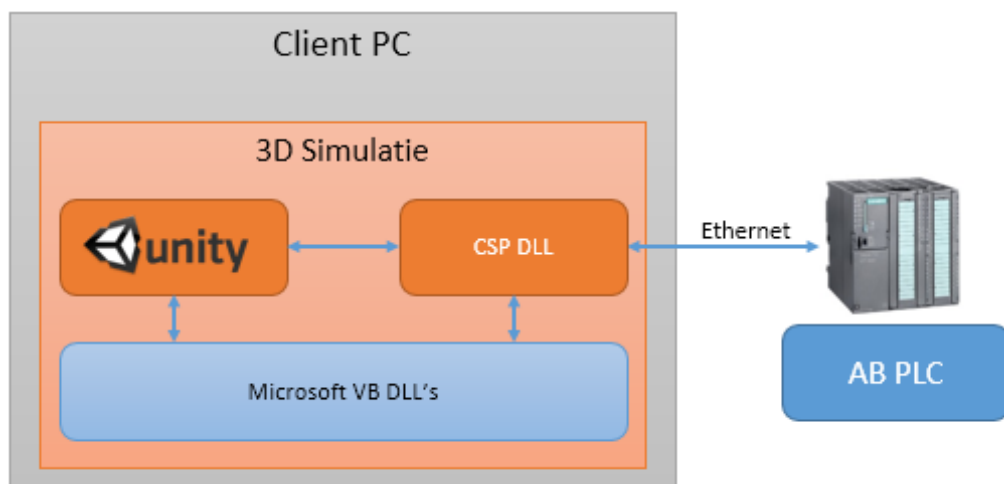 Client PC
3D Simulatie
unity
CSP DLL
Ethernet
Microsoft VB DLL's
AB PLC